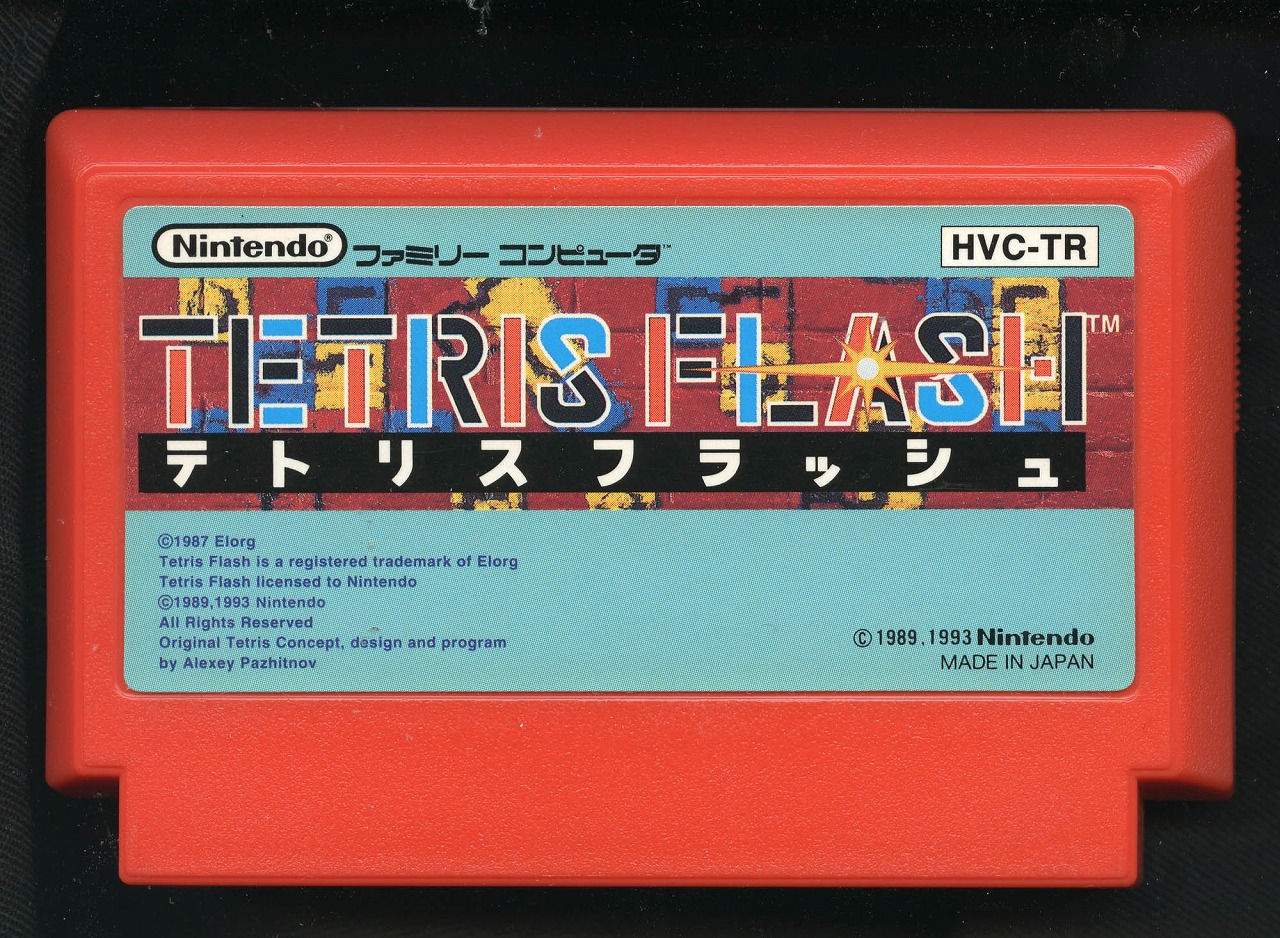 Nintendo® ファミリー コンピュータ™ HVC-TR
TETRIS FLASH™
テトリスフラッシュ
©1987 Elorg
Tetris Flash is a registered trademark of Elorg
Tetris Flash licensed to Nintendo
©1989,1993 Nintendo
All Rights Reserved
Original Tetris Concept, design and program
by Alexey Pazhitnov
©1989,1993 Nintendo
MADE IN JAPAN